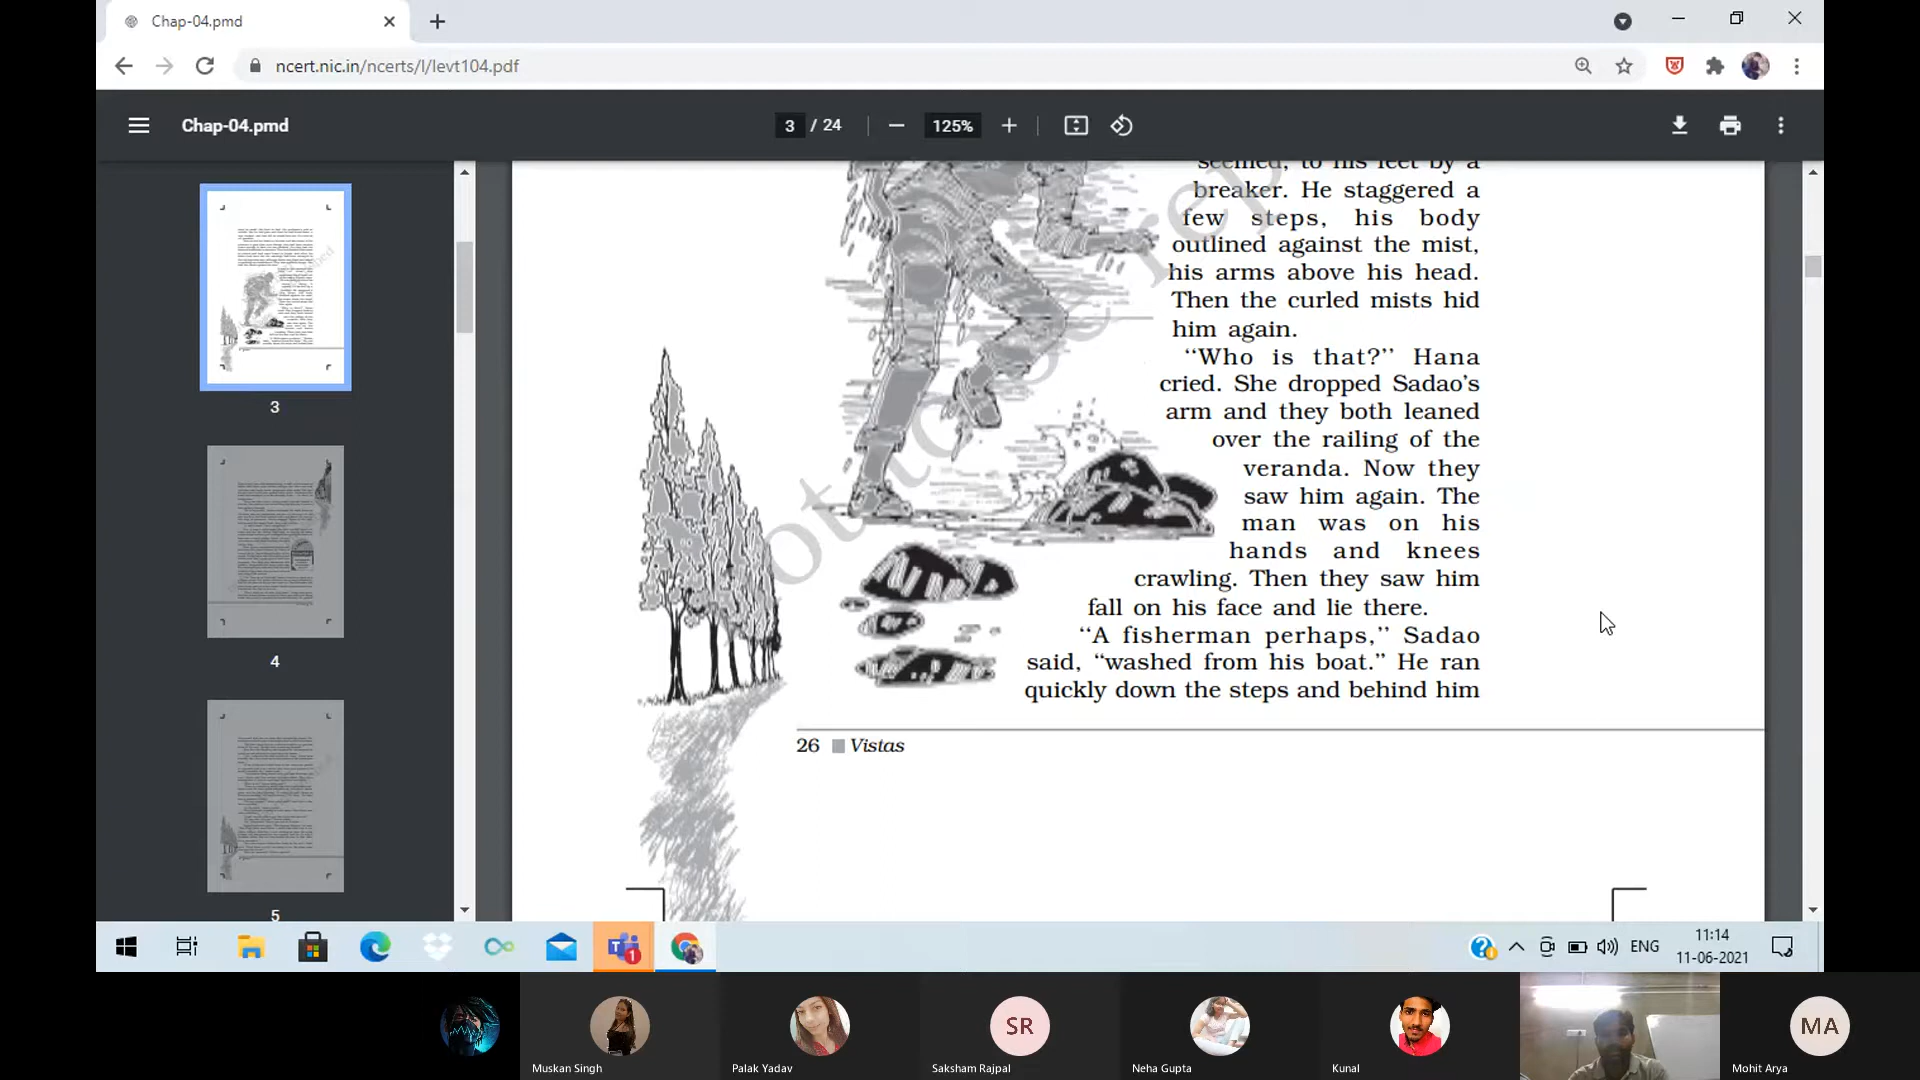 Chap-04.pmd
ncert.nic.in/ncerts/l/levt104.pdf
Chap-04.pmd
3 / 24
125%
3
4
5
seemed, to his feet by a
breaker. He staggered a
few steps, his body
outlined against the mist,
his arms above his head.
Then the curled mists hid
him again.
“Who is that?” Hana
cried. She dropped Sadao’s
arm and they both leaned
over the railing of the
veranda. Now they
saw him again. The
man was on his
hands and knees
crawling. Then they saw him
fall on his face and lie there.
“A fisherman perhaps,” Sadao
said, “washed from his boat.” He ran
quickly down the steps and behind him
26 Vistas
ENG
11:14
11-06-2021
1
SR
MA
Muskan Singh
Palak Yadav
Saksham Rajpal
Neha Gupta
Kunal
Mohit Arya